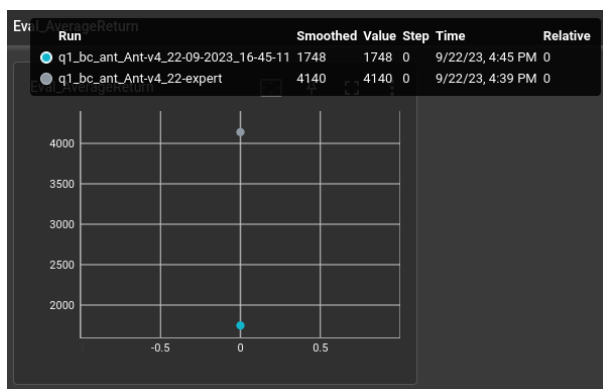 Eval_AverageReturn
Run Smoothed Value Step Time Relative
q1_bc_ant_Ant-v4_22-09-2023_16-45-11 1748 1748 0 9/22/23, 4:45 PM 0
q1_bc_ant_Ant-v4_22-expert 4140 4140 0 9/22/23, 4:39 PM 0
Eval_AverageReturn
4000
3500
3000
2500
2000
-0.5 0 0.5